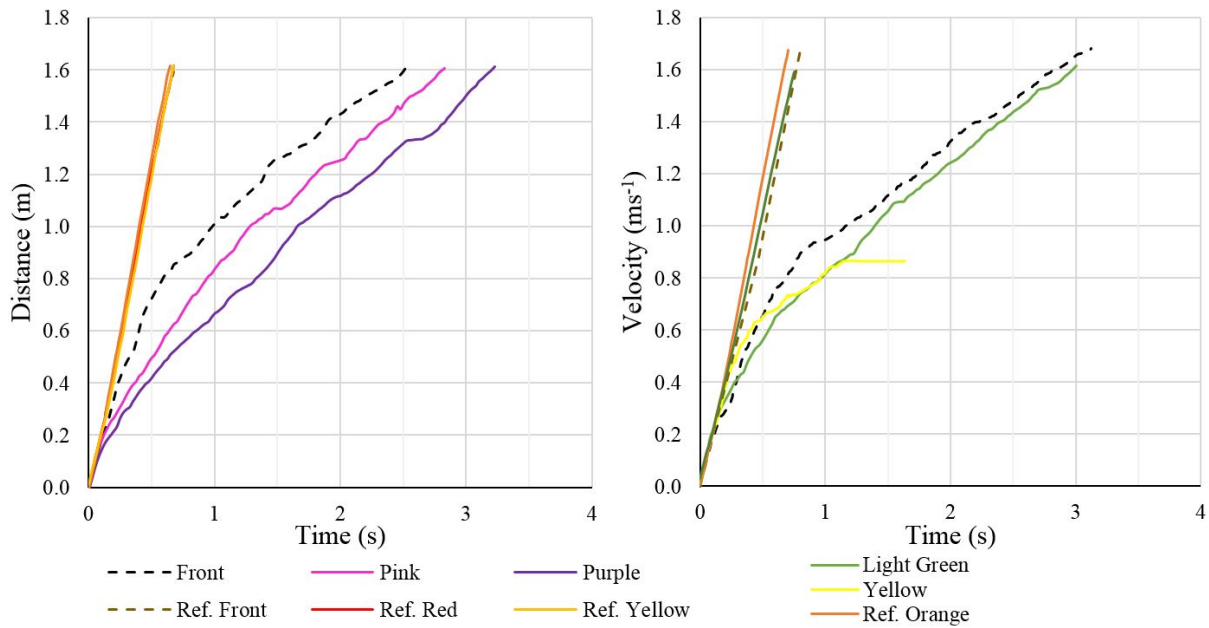 Distance (m)
1.8
1.6
1.4
1.2
1.0
0.8
0.6
0.4
0.2
0.0
0 1 2 3 4
Time (s)
Velocity (ms⁻¹)
1.8
1.6
1.4
1.2
1.0
0.8
0.6
0.4
0.2
0.0
0 1 2 3 4
Time (s)
Front Pink Purple
Ref. Front Ref. Red Ref. Yellow
Light Green
Yellow
Ref. Orange